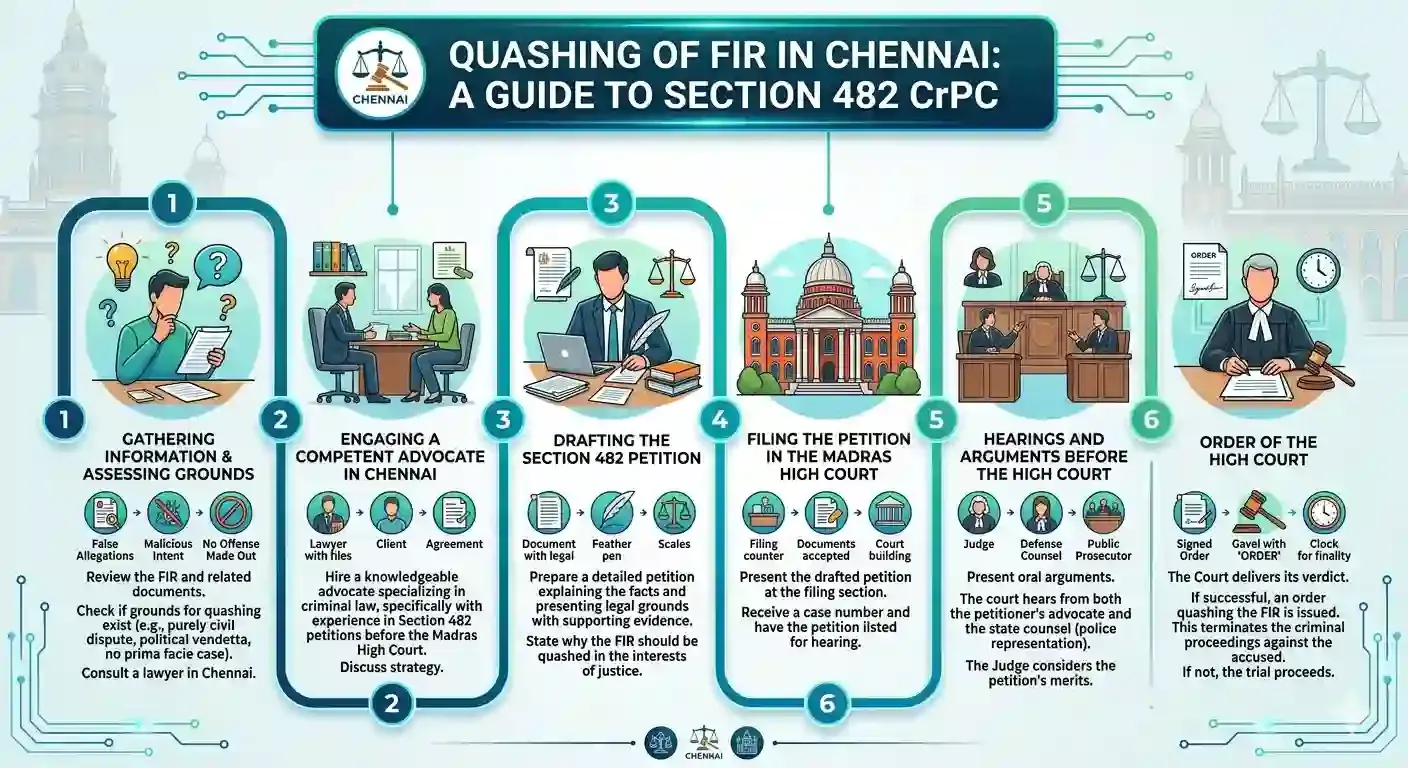 CHENNAI
QUASHING OF FIR IN CHENNAI:
A GUIDE TO SECTION 482 CrPC
1
1
GATHERING
INFORMATION &
ASSESSING GROUNDS
False
Allegations
Malicious
Intent
No Offense
Made Out
Review the FIR and related
documents.
Check if grounds for quashing
exist (e.g., purely civil
dispute, political vendetta,
no prima facie case).
Consult a lawyer in Chennai.
2
ENGAGING A
COMPETENT ADVOCATE
IN CHENNAI
Lawyer
with files
Client
Agreement
Hire a knowledgeable
advocate specializing in
criminal law, specifically with
experience in Section 482
petitions before the Madras
High Court.
Discuss strategy.
2
3
3
DRAFTING THE
SECTION 482 PETITION
Document
with legal
Feather
pen
Scales
Prepare a detailed petition
explaining the facts and
presenting legal grounds
with supporting evidence.
State why the FIR should be
quashed in the interests
of justice.
4
FILING THE PETITION
IN THE MADRAS
HIGH COURT
Filing
counter
Documents
accepted
Court
building
Present the drafted petition
at the filing section.
Receive a case number and
have the petition listed
for hearing.
6
5
5
HEARINGS AND
ARGUMENTS BEFORE
THE HIGH COURT
Judge
Defense
Counsel
Public
Prosecutor
Present oral arguments.
The court hears from both
the petitioner's advocate and
the state counsel (police
representation).
The Judge considers the
petition's merits.
6
ORDER
ORDER OF THE
HIGH COURT
Signed
Order
Gavel with
'ORDER'
Clock
for finality
The Court delivers its verdict.
If successful, an order
quashing the FIR is issued.
This terminates the criminal
proceedings against the
accused.
If not, the trial proceeds.
CHENNAI